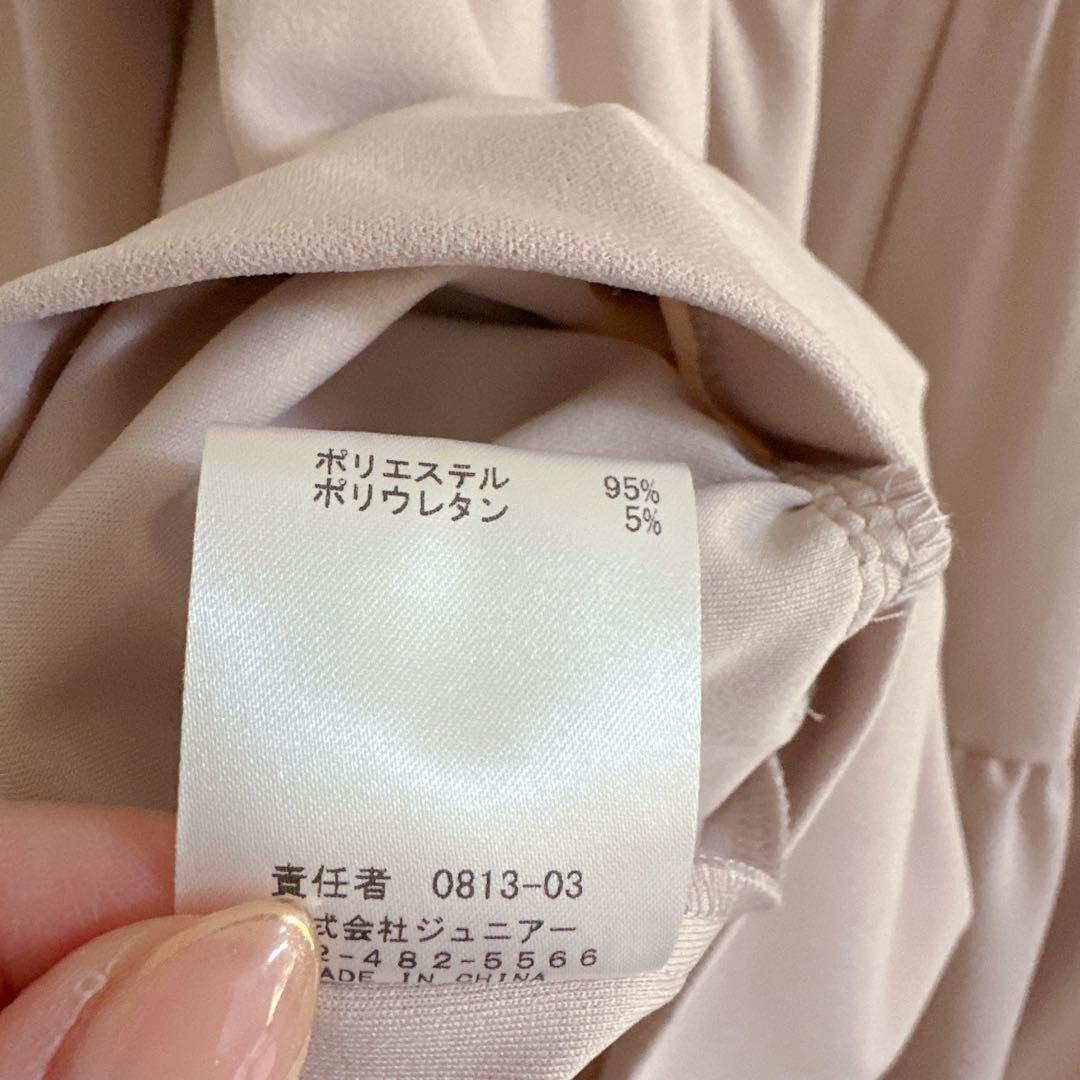 ポリエステル 95%
ポリウレタン 5%
責任者 0813-03
式会社ジュニアー
2-482-5566
MADE IN CHINA